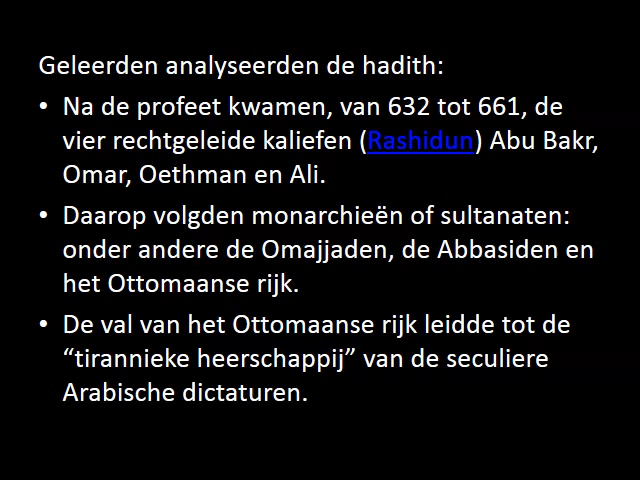 Geleerden analyseerden de hadith:
• Na de profeet kwamen, van 632 tot 661, de
vier rechtgeleide kaliefen (Rashidun) Abu Bakr,
Omar, Oethman en Ali.
• Daarop volgden monarchieën of sultanaten:
onder andere de Omajjaden, de Abbasiden en
het Ottomaanse rijk.
• De val van het Ottomaanse rijk leidde tot de
“tirannieke heerschappij” van de seculiere
Arabische dictaturen.